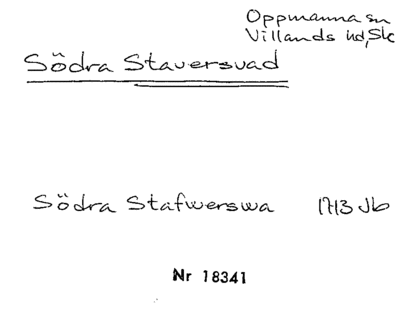 Oppmanna sn
Villands hd, Sk
Södra Staversvad
Södra Stafwerswa 1713 Jb
Nr 18341